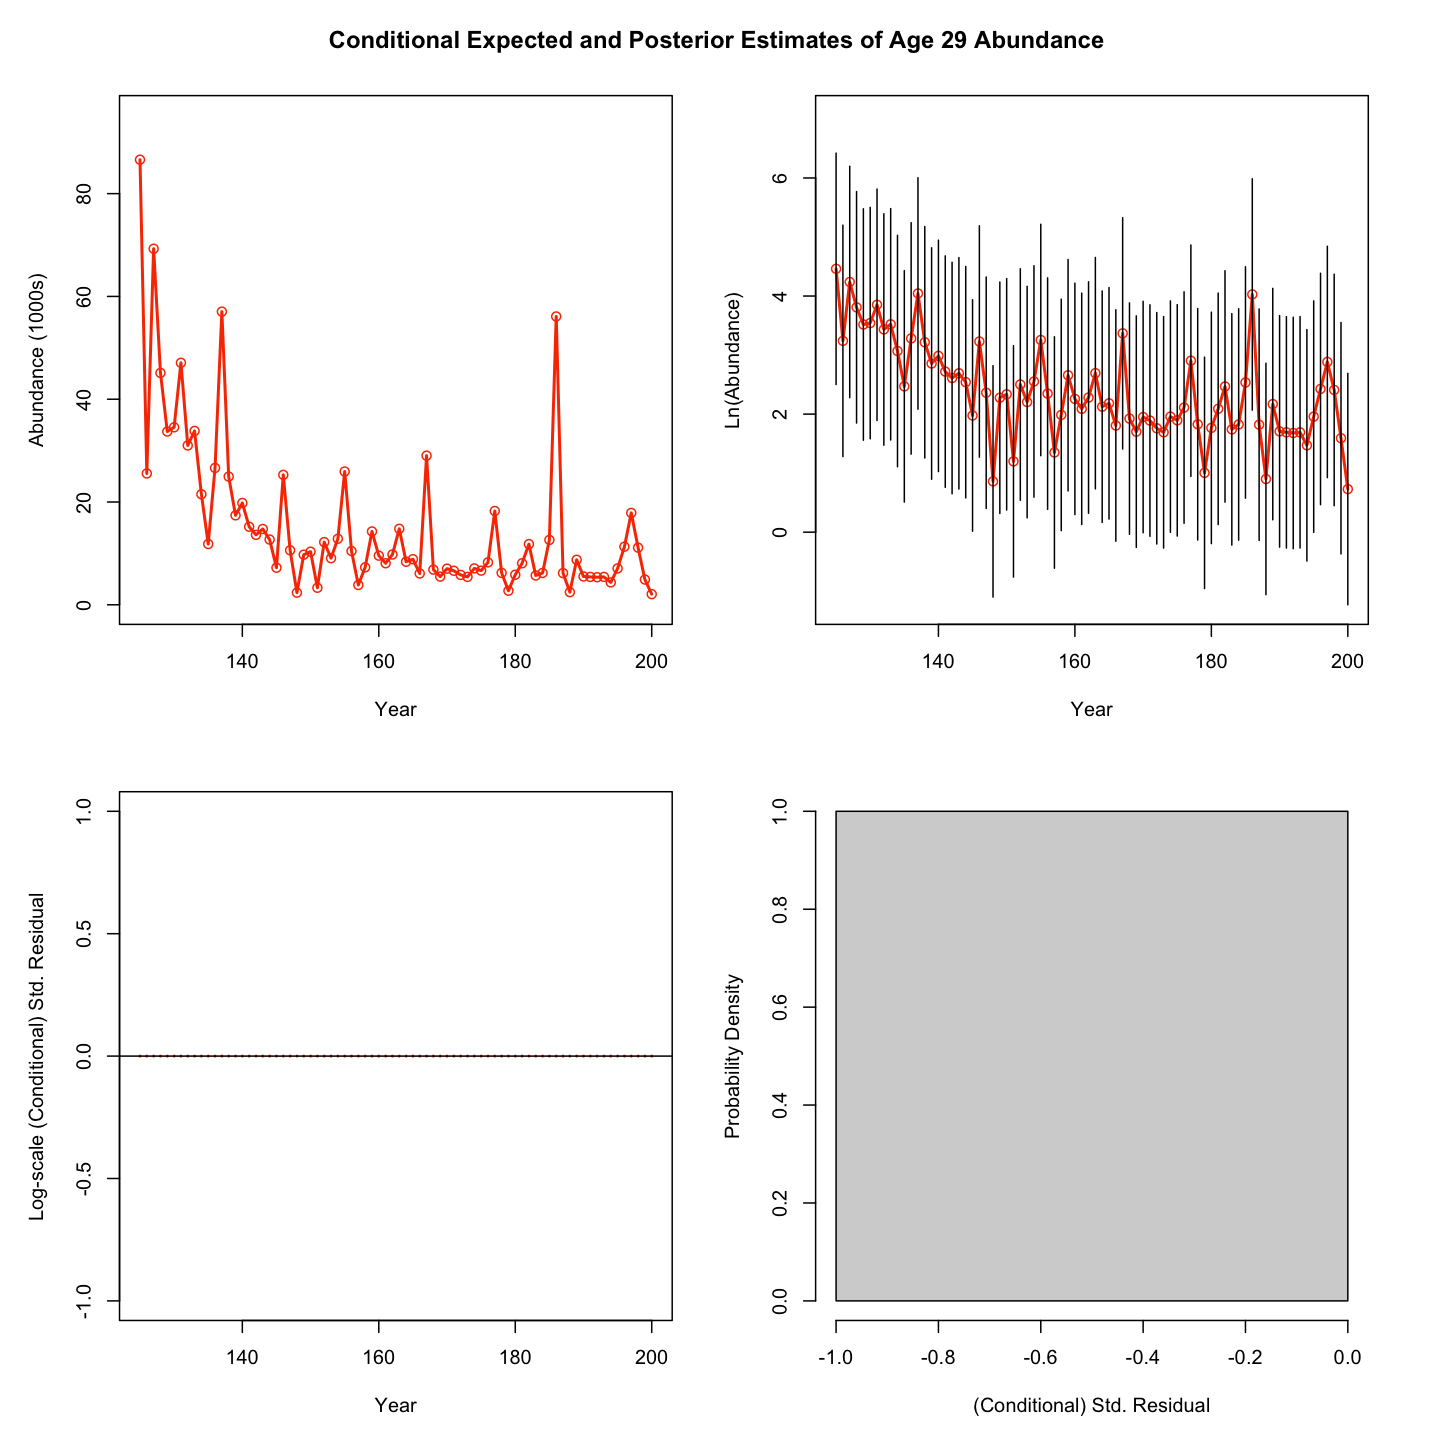 Conditional Expected and Posterior Estimates of Age 29 Abundance
Abundance (1000s)
80
60
40
20
0
140 160 180 200
Year
Ln(Abundance)
6
4
2
0
140 160 180 200
Year
Log-scale (Conditional) Std. Residual
1.0
0.5
0.0
-0.5
-1.0
140 160 180 200
Year
Probability Density
1.0
0.8
0.6
0.4
0.2
0.0
-1.0 -0.8 -0.6 -0.4 -0.2 0.0
(Conditional) Std. Residual